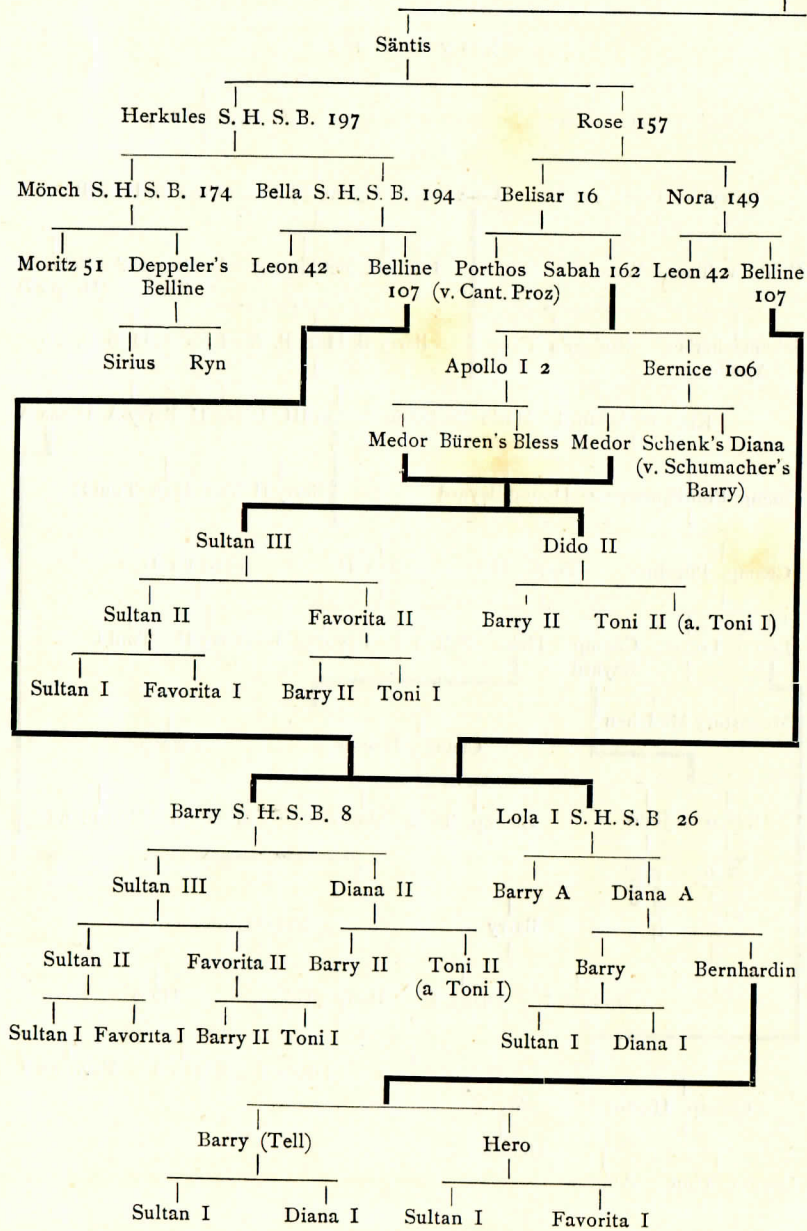 Säntis
Herkules S. H. S. B. 197 Rose 157
Mönch S. H. S. B. 174 Bella S. H. S. B. 194 Belisar 16 Nora 149
Moritz 51 Deppeler's Leon 42 Belline Porthos Sabah 162 Leon 42 Belline
Belline 107 (v. Cant. Proz) 107
Sirius Ryn Apollo I 2 Bernice 106
Medor Büren's Bless Medor Schenk's Diana
(v. Schumacher's
Barry)
Sultan III Dido II
Sultan II Favorita II Barry II Toni II (a. Toni I)
Sultan I Favorita I Barry II Toni I
Barry S. H. S. B. 8 Lola I S. H. S. B 26
Sultan III Diana II Barry A Diana A
Sultan II Favorita II Barry II Toni II Barry Bernhardin
(a Toni I)
Sultan I Favorita I Barry II Toni I Sultan I Diana I
Barry (Tell) Hero
Sultan I Diana I Sultan I Favorita I